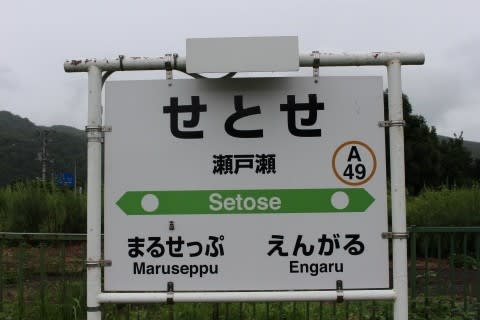 せとせ
瀬戸瀬
A
49
Setose
まるせっぷ えんがる
Maruseppu Engaru